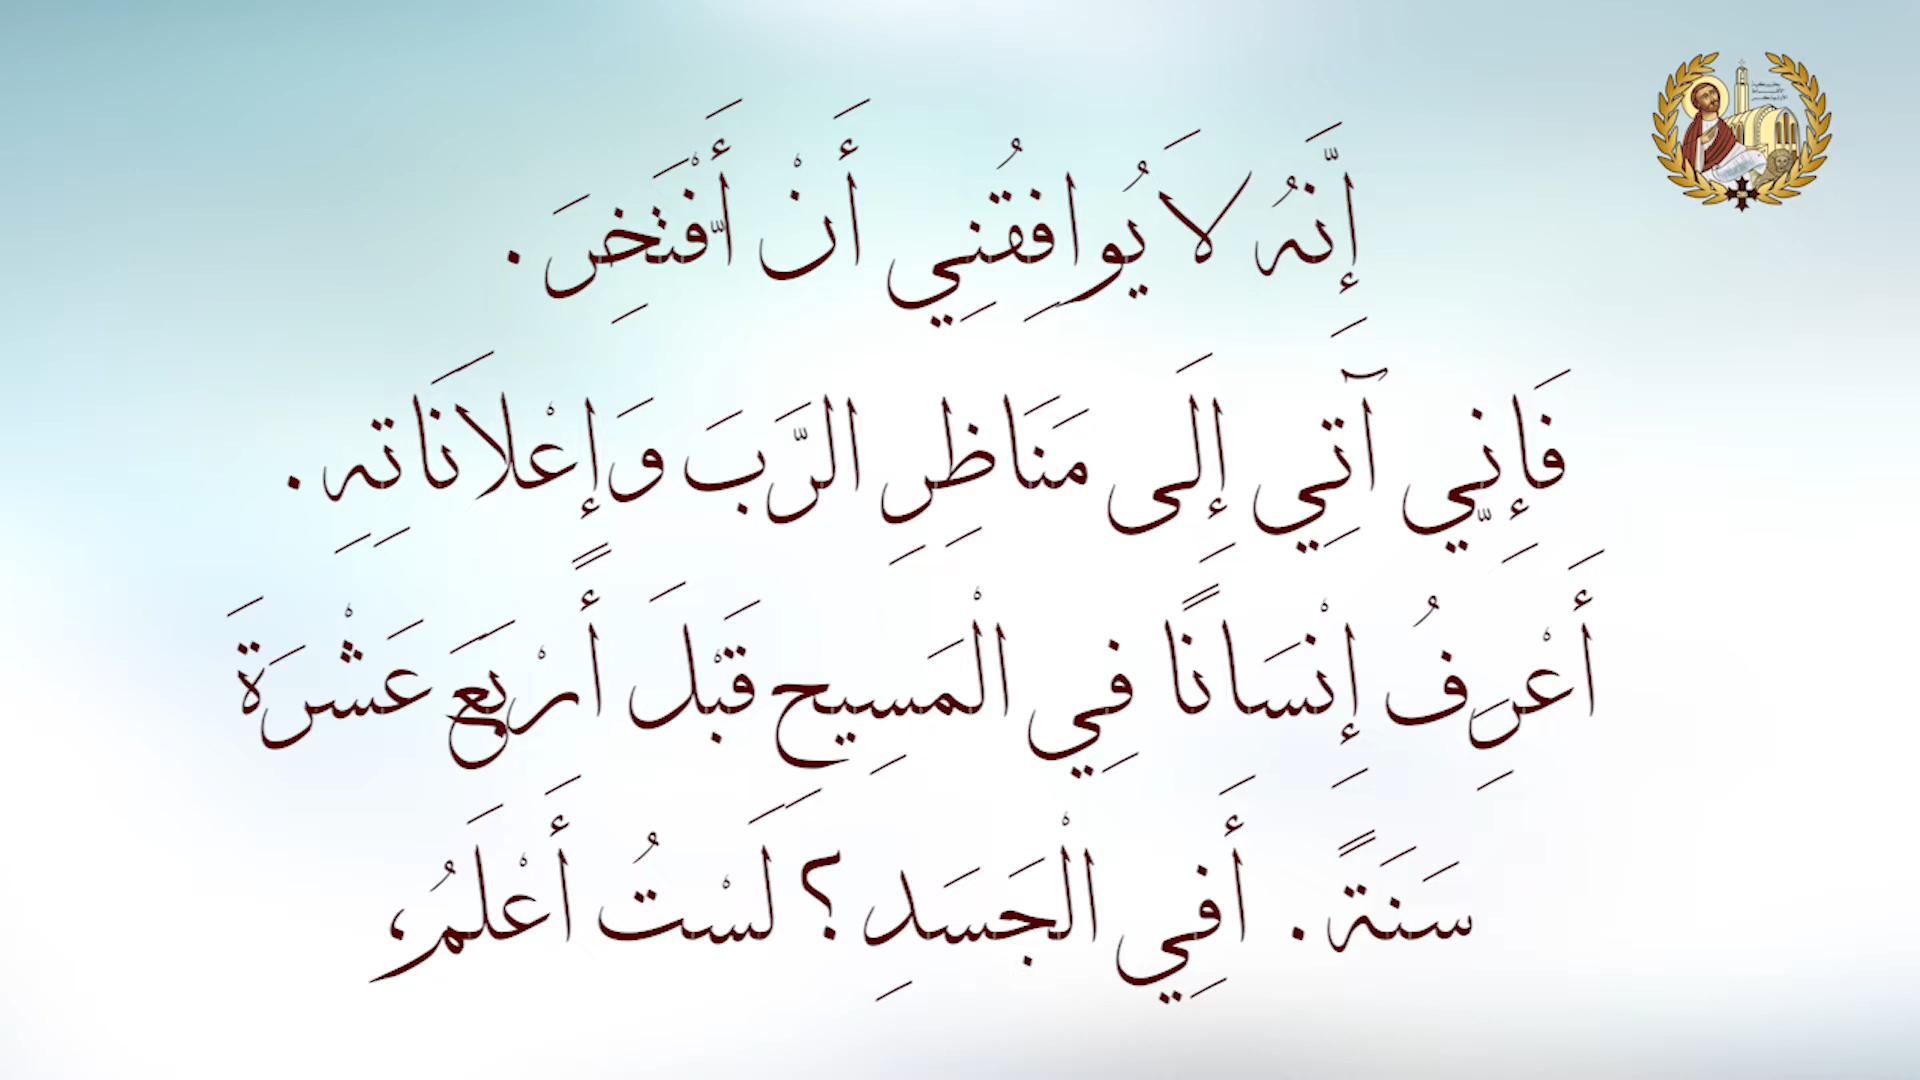 إِنَّهُ لاَ يُوافِقُنِي أَنْ أَفّْتَخِرَ.
فَإِنِّي آتِي إِلَى مَنَاظِرِ الرَّبَ وَإِعْلاَنَاتِهِ.
أَعْرِفُ إِنْسَانًا فِي الْمَسِيحِ قَبْلَ أَرْبَعَ عَشْرَةَ
سَنَةً. أَفِي الْجَسَدِ؟ لَسْتُ أَعْلَمُ،